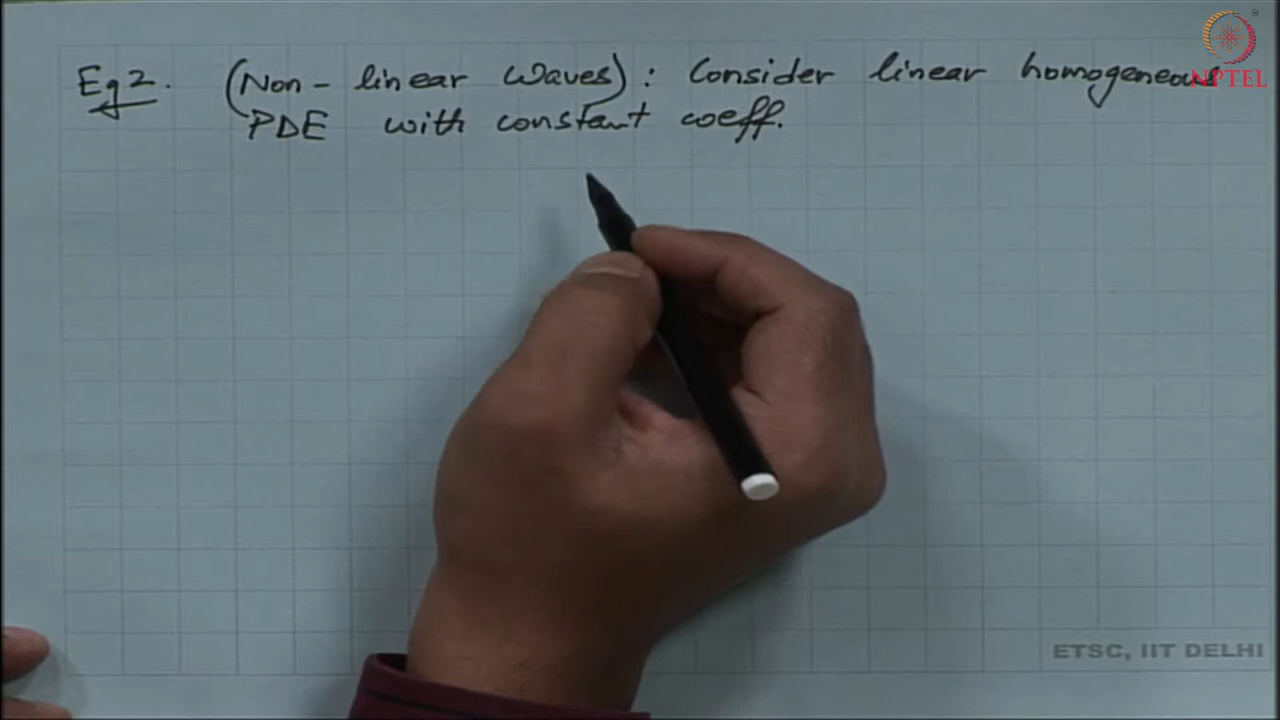 Eg 2. (Non-linear Waves): Consider linear homogeneous
PDE with constant coeff.
NPTEL
ETSC, IIT DELHI